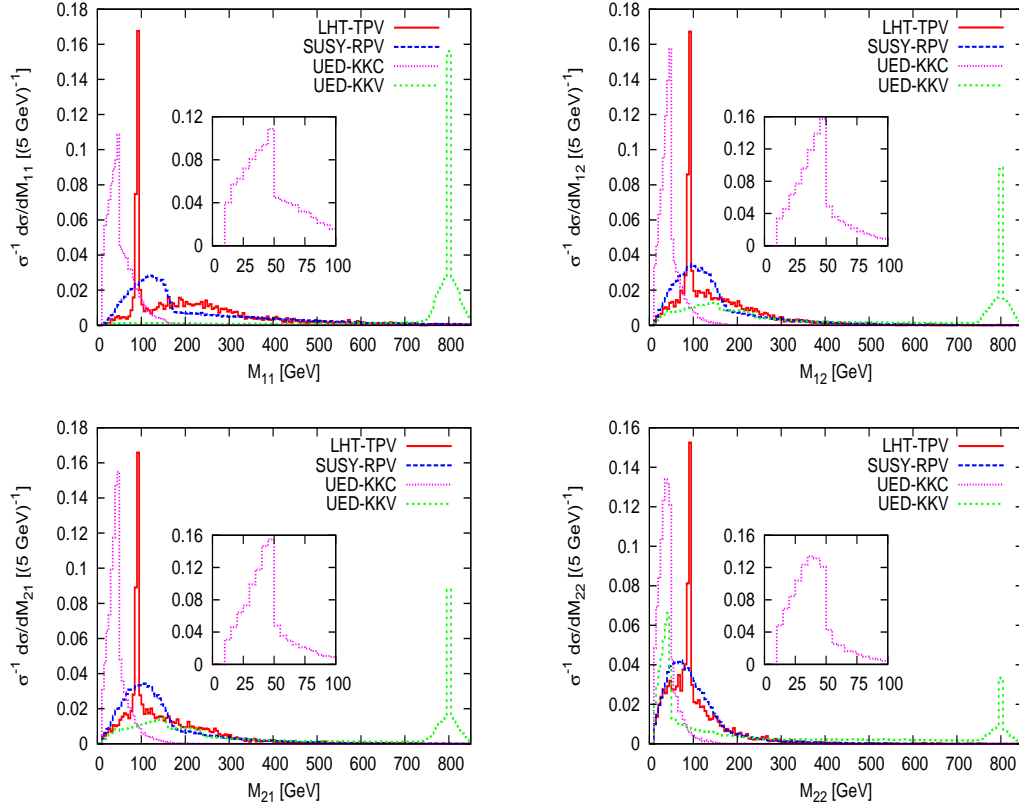 0.18
0.16
0.14
0.12
0.1
0.08
0.06
0.04
0.02
0
σ⁻¹ dσ/dM₁₁ [(5 GeV)⁻¹]
LHT-TPV
SUSY-RPV
UED-KKC
UED-KKV
0.12
0.08
0.04
0
0 25 50 75 100
0 100 200 300 400 500 600 700 800
M₁₁ [GeV]
0.18
0.16
0.14
0.12
0.1
0.08
0.06
0.04
0.02
0
σ⁻¹ dσ/dM₁₂ [(5 GeV)⁻¹]
LHT-TPV
SUSY-RPV
UED-KKC
UED-KKV
0.16
0.12
0.08
0.04
0
0 25 50 75 100
0 100 200 300 400 500 600 700 800
M₁₂ [GeV]
0.18
0.16
0.14
0.12
0.1
0.08
0.06
0.04
0.02
0
σ⁻¹ dσ/dM₂₁ [(5 GeV)⁻¹]
LHT-TPV
SUSY-RPV
UED-KKC
UED-KKV
0.16
0.12
0.08
0.04
0
0 25 50 75 100
0 100 200 300 400 500 600 700 800
M₂₁ [GeV]
0.16
0.14
0.12
0.1
0.08
0.06
0.04
0.02
0
σ⁻¹ dσ/dM₂₂ [(5 GeV)⁻¹]
LHT-TPV
SUSY-RPV
UED-KKC
UED-KKV
0.16
0.12
0.08
0.04
0
0 25 50 75 100
0 100 200 300 400 500 600 700 800
M₂₂ [GeV]